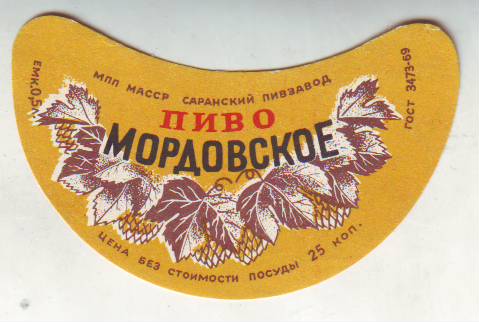 МПП МАССР САРАНСКИЙ ПИВЗАВОД
ЕМК.0,5л
ГОСТ 3473-69
ПИВО
МОРДОВСКОЕ
ЦЕНА БЕЗ СТОИМОСТИ ПОСУДЫ 25 КОП.